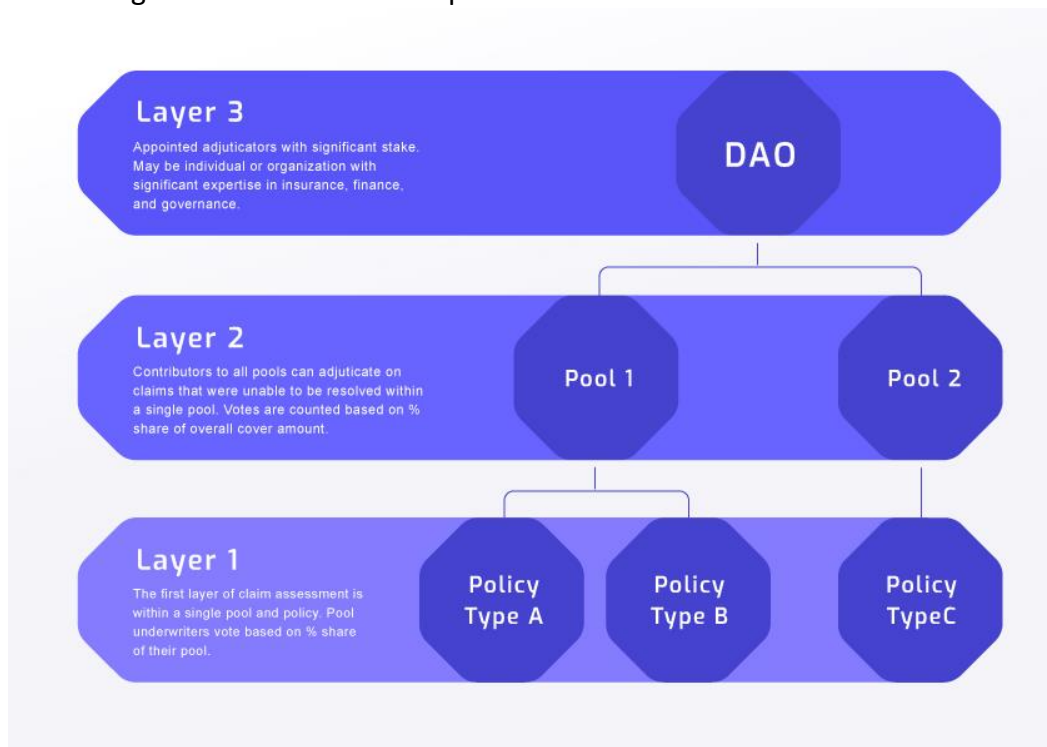 Layer 3
Appointed adjuticators with significant stake.
May be individual or organization with
significant expertise in insurance, finance,
and governance.
DAO
Layer 2
Contributors to all pools can adjuticate on
claims that were unable to be resolved within
a single pool. Votes are counted based on %
share of overall cover amount.
Pool 1
Pool 2
Layer 1
The first layer of claim assessment is
within a single pool and policy. Pool
underwriters vote based on % share
of their pool.
Policy
Type A
Policy
Type B
Policy
TypeC